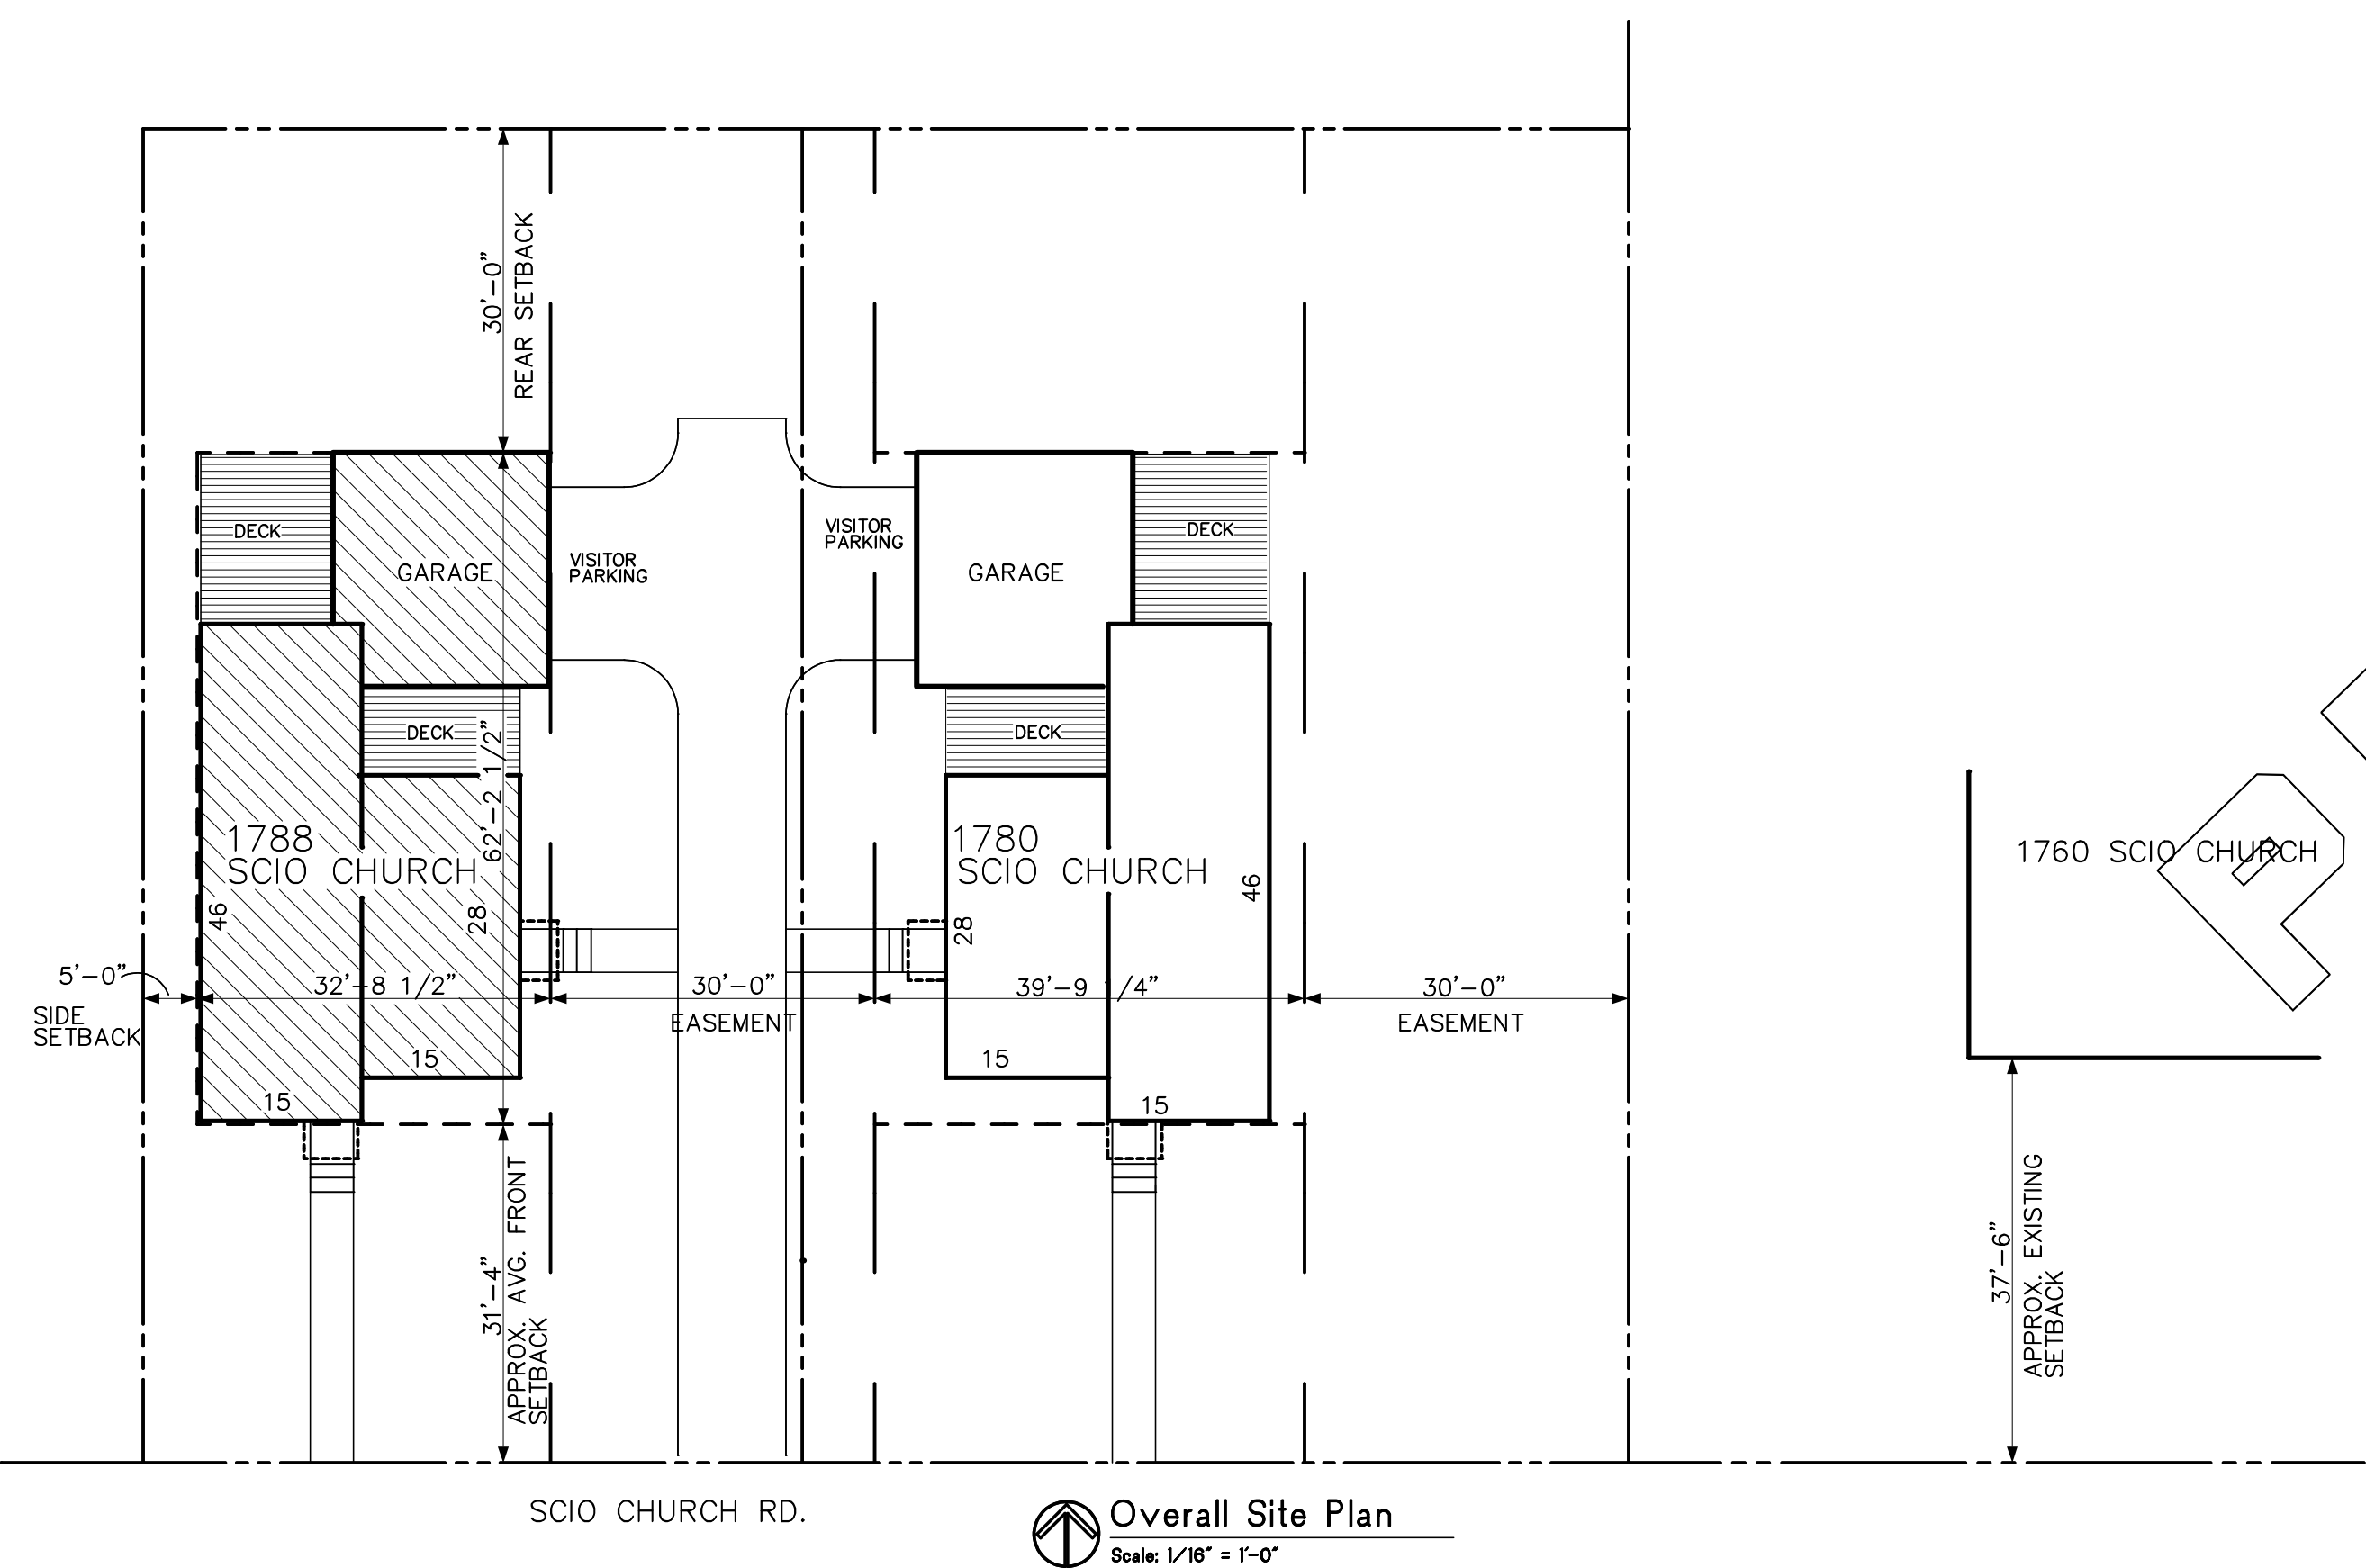 30'-0"
REAR SETBACK
DECK
GARAGE
VISITOR
PARKING
VISITOR
PARKING
GARAGE
DECK
DECK
62'-2 1/2"
DECK
1788
SCIO CHURCH
1780
SCIO CHURCH
1760 SCIO CHURCH
46
28
28
46
5'-0"
SIDE
SETBACK
32'-8 1/2"
30'-0"
EASEMENT
39'-9 1/4"
30'-0"
EASEMENT
15
15
15
15
31'-4"
APPROX. AVG. FRONT
SETBACK
37'-6"
APPROX. EXISTING
SETBACK
SCIO CHURCH RD.
Overall Site Plan
Scale: 1/16" = 1'-0"